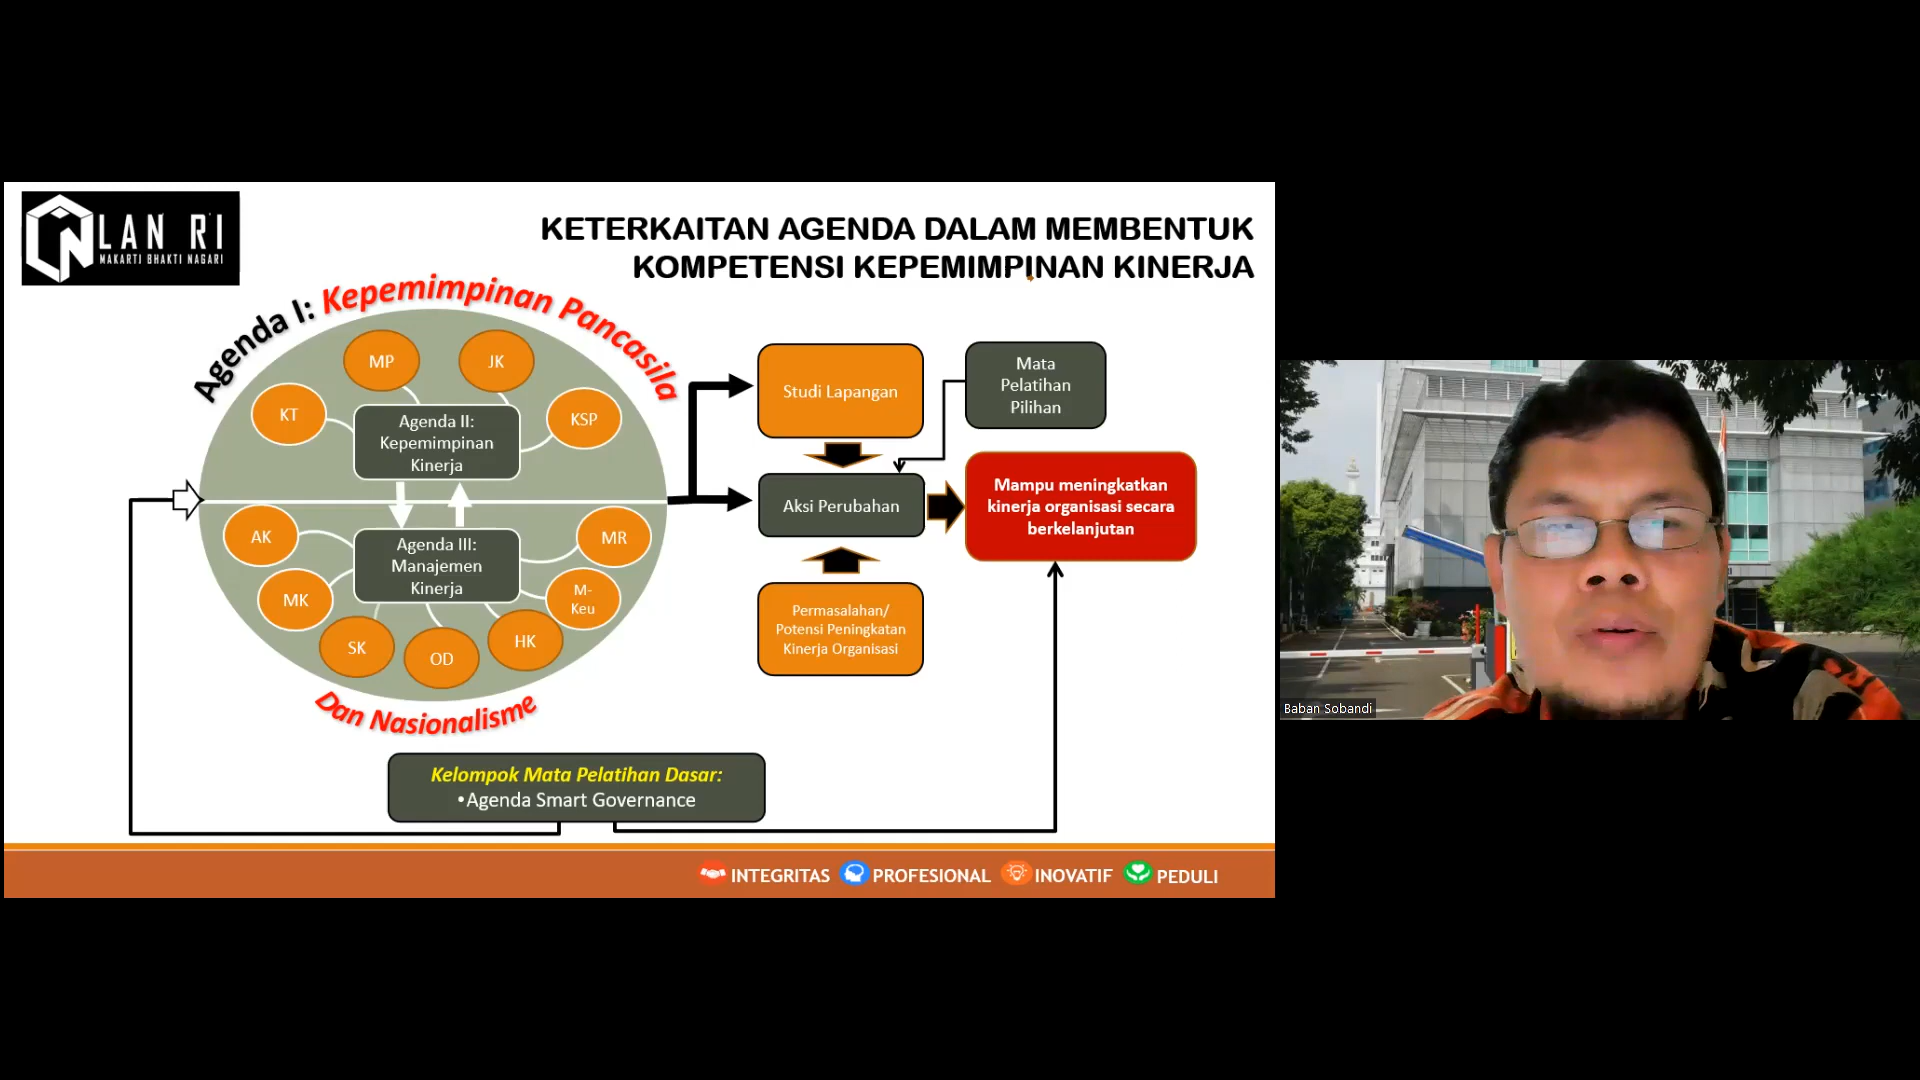 LAN RI
MAKARTI BHAKTI NAGARI
KETERKAITAN AGENDA DALAM MEMBENTUK
KOMPETENSI KEPEMIMPINAN KINERJA
Agenda I: Kepemimpinan Pancasila
MP
JK
KT
KSP
Agenda II:
Kepemimpinan
Kinerja
AK
MR
Agenda III:
Manajemen
Kinerja
MK
M-
Keu
SK
OD
HK
Dan Nasionalisme
Studi Lapangan
Mata
Pelatihan
Pilihan
Aksi Perubahan
Mampu meningkatkan
kinerja organisasi secara
berkelanjutan
Permasalahan/
Potensi Peningkatan
Kinerja Organisasi
Kelompok Mata Pelatihan Dasar:
•Agenda Smart Governance
INTEGRITAS PROFESIONAL INOVATIF PEDULI
Baban Sobandi